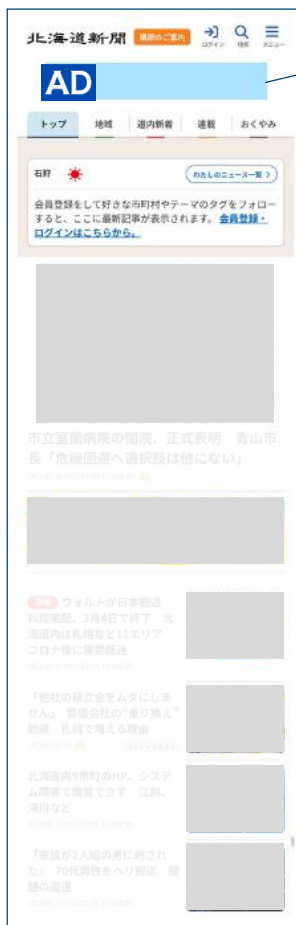 北海道新聞
購読のご案内
ログイン
検索
メニュー
AD
トップ 地域 道内新着 連載 おくやみ
石狩
わたしのニュース一覧
会員登録をして好きな市町村やテーマのタグをフォロー
すると、ここに最新記事が表示されます。会員登録・
ログインはこちらから。
市立室蘭病院の閉院、正式表明 青山市
長「危機回避へ選択肢は他にない」
ウォルトが日本撤退
料理宅配、3月4日で終了 北
海道内は札幌など11エリア
コロナ後に需要低迷
「他社の積立金をムダにしま
せん」 葬儀会社の“乗り換え”
勧誘 札幌で増える理由
北海道内9市町のHP、システ
ム障害で閲覧できず 江別、
滝川など
「家族が2人組の男に刺され
た」 70代男性をヘリ搬送
の道道